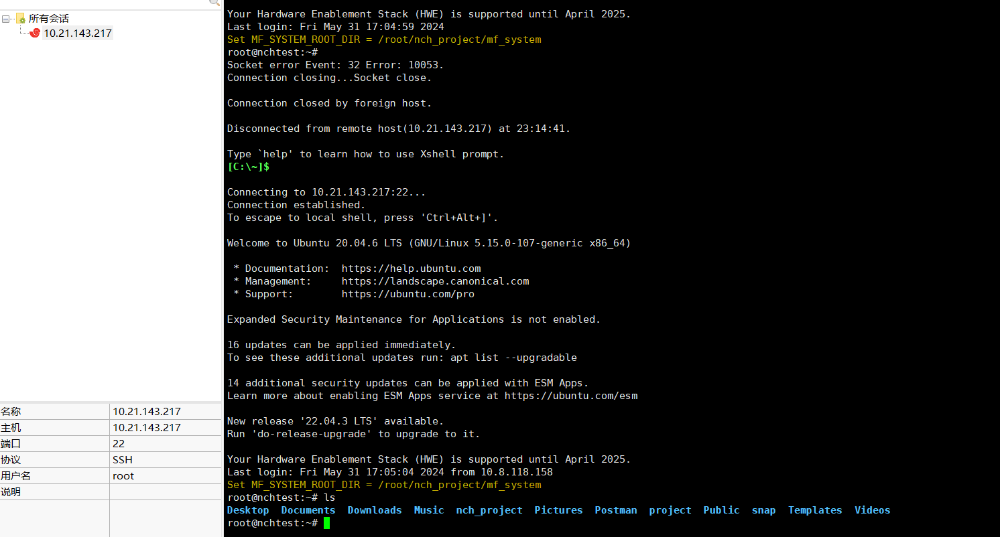 所有会话
10.21.143.217
名称 10.21.143.217
主机 10.21.143.217
端口 22
协议 SSH
用户名 root
说明
Your Hardware Enablement Stack (HWE) is supported until April 2025.
Last login: Fri May 31 17:04:59 2024
Set MF_SYSTEM_ROOT_DIR = /root/nch_project/mf_system
root@nchtest:~#
Socket error Event: 32 Error: 10053.
Connection closing...Socket close.
Connection closed by foreign host.
Disconnected from remote host(10.21.143.217) at 23:14:41.
Type `help' to learn how to use Xshell prompt.
[C:\~]$
Connecting to 10.21.143.217:22...
Connection established.
To escape to local shell, press 'Ctrl+Alt+]'.
Welcome to Ubuntu 20.04.6 LTS (GNU/Linux 5.15.0-107-generic x86_64)
* Documentation:  https://help.ubuntu.com
* Management:     https://landscape.canonical.com
* Support:        https://ubuntu.com/pro
Expanded Security Maintenance for Applications is not enabled.
16 updates can be applied immediately.
To see these additional updates run: apt list --upgradable
14 additional security updates can be applied with ESM Apps.
Learn more about enabling ESM Apps service at https://ubuntu.com/esm
New release '22.04.3 LTS' available.
Run 'do-release-upgrade' to upgrade to it.
Your Hardware Enablement Stack (HWE) is supported until April 2025.
Last login: Fri May 31 17:05:04 2024 from 10.8.118.158
Set MF_SYSTEM_ROOT_DIR = /root/nch_project/mf_system
root@nchtest:~# ls
Desktop  Documents  Downloads  Music  nch_project  Pictures  Postman  project  Public  snap  Templates  Videos
root@nchtest:~#